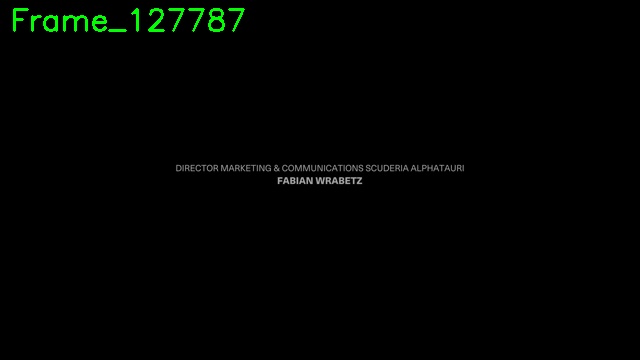 Frame_127787
DIRECTOR MARKETING & COMMUNICATIONS SCUDERIA ALPHATAURI
FABIAN WRABETZ